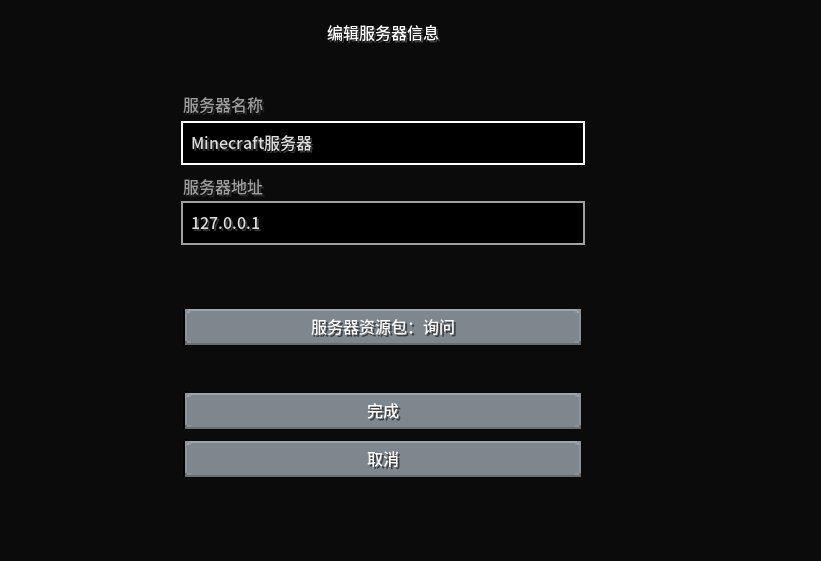 编辑服务器信息
服务器名称
Minecraft服务器
服务器地址
127.0.0.1
服务器资源包：询问
完成
取消